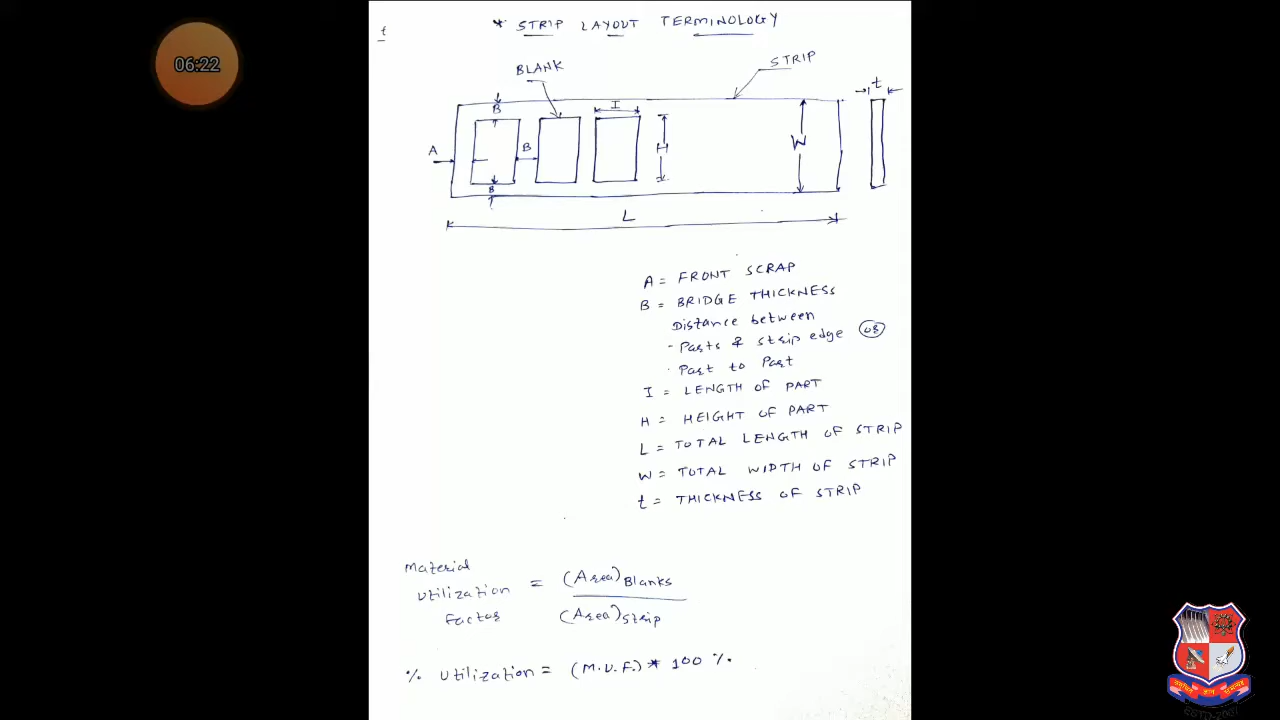 06:22
t
* STRIP LAYOUT TERMINOLOGY
BLANK
STRIP
t
B
I
A
B
H
W
B
L
A = FRONT SCRAP
B = BRIDGE THICKNESS
Distance between
- Parts & strip edge OR
· Part to Part
I = LENGTH OF PART
H = HEIGHT OF PART
L = TOTAL LENGTH OF STRIP
W = TOTAL WIDTH OF STRIP
t = THICKNESS OF STRIP
Material
Utilization = (Area)Blanks
Factor (Area)Strip
% Utilization = (M.U.F.) * 100 %.